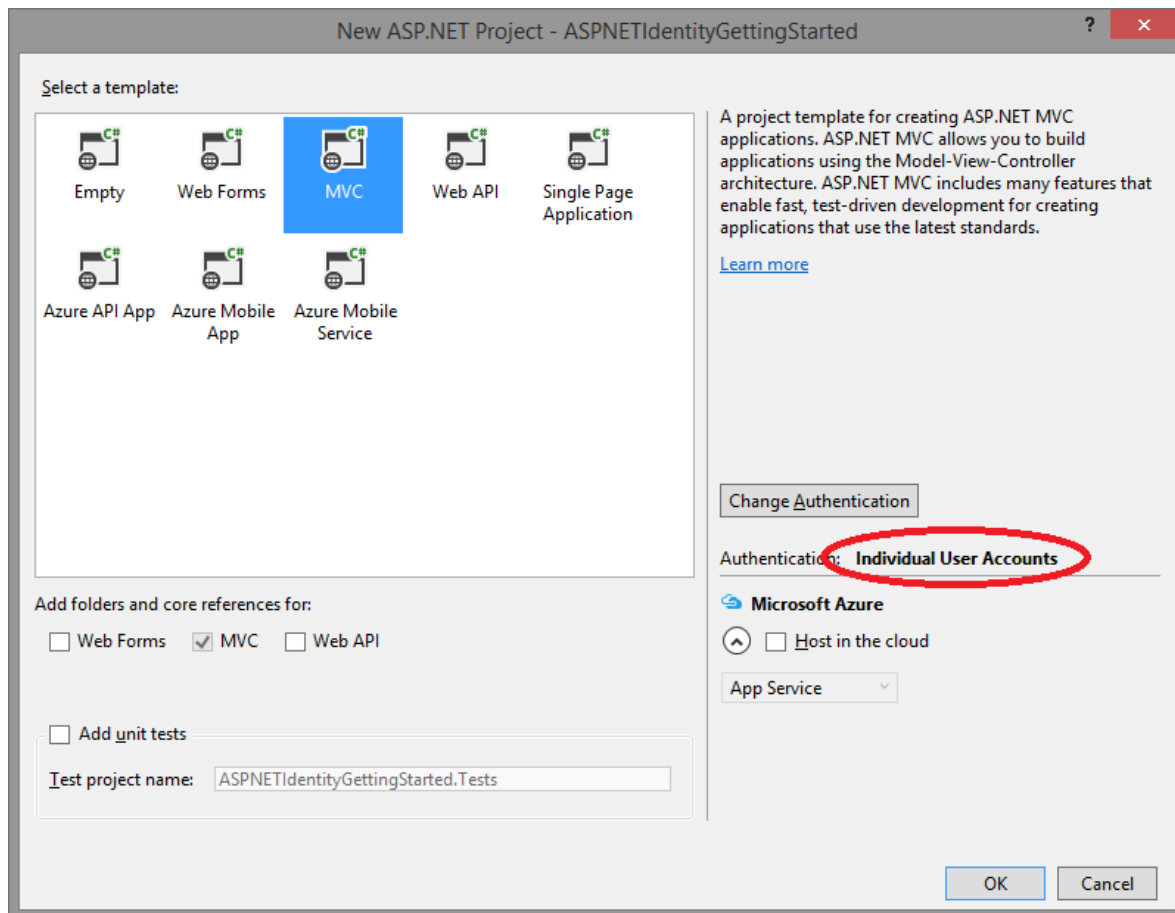 New ASP.NET Project - ASPNETIdentityGettingStarted
?
Select a template:
C#
C#
C#
C#
C#
Empty
Web Forms
MVC
Web API
Single Page
Application
C#
C#
C#
Azure API App
Azure Mobile
App
Azure Mobile
Service
A project template for creating ASP.NET MVC
applications. ASP.NET MVC allows you to build
applications using the Model-View-Controller
architecture. ASP.NET MVC includes many features that
enable fast, test-driven development for creating
applications that use the latest standards.
Learn more
Change Authentication
Authentication: Individual User Accounts
Add folders and core references for:
Web Forms
MVC
Web API
Microsoft Azure
Host in the cloud
App Service
Add unit tests
Test project name: ASPNETIdentityGettingStarted.Tests
OK
Cancel